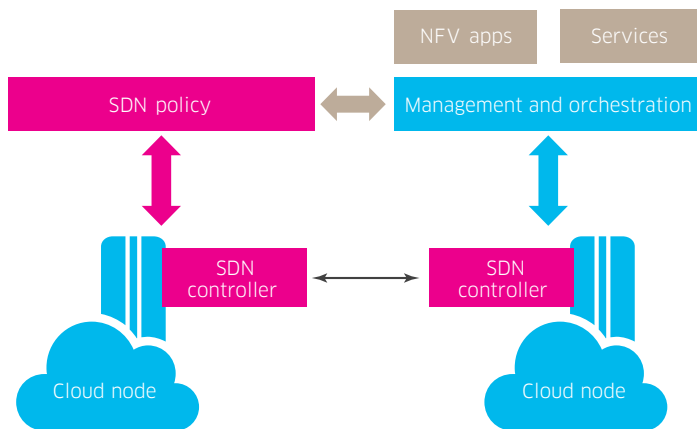 NFV apps
Services
SDN policy
Management and orchestration
SDN
controller
SDN
controller
Cloud node
Cloud node